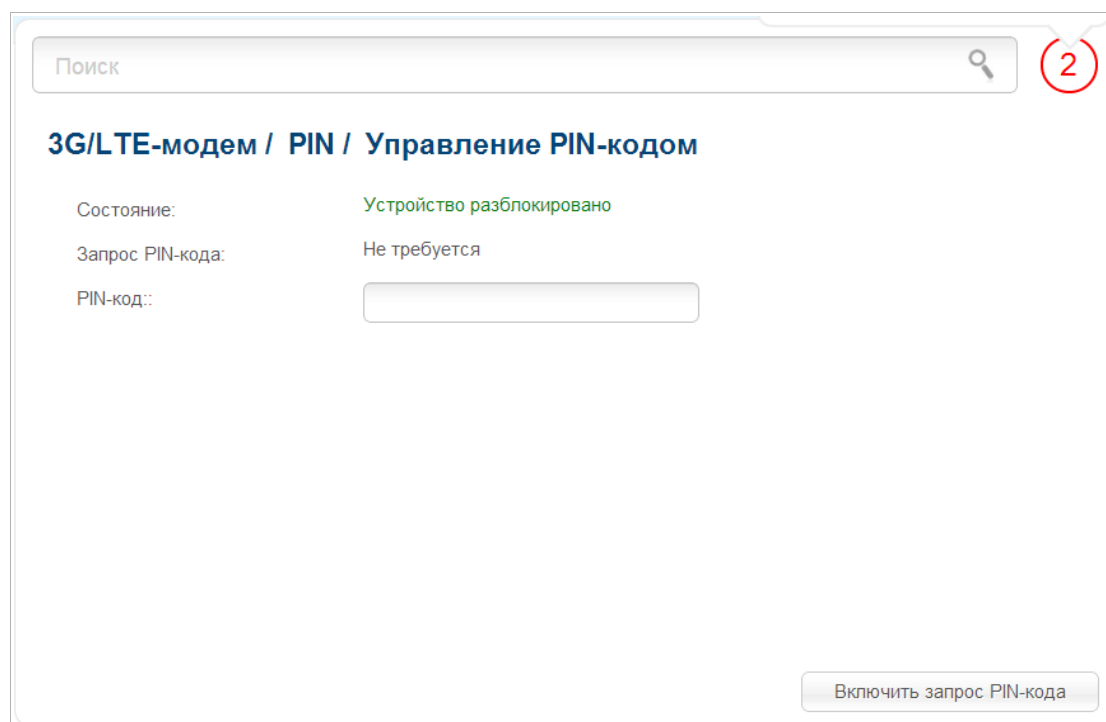 Поиск
2
3G/LTE-модем / PIN / Управление PIN-кодом
Состояние: Устройство разблокировано
Запрос PIN-кода: Не требуется
PIN-код::
Включить запрос PIN-кода